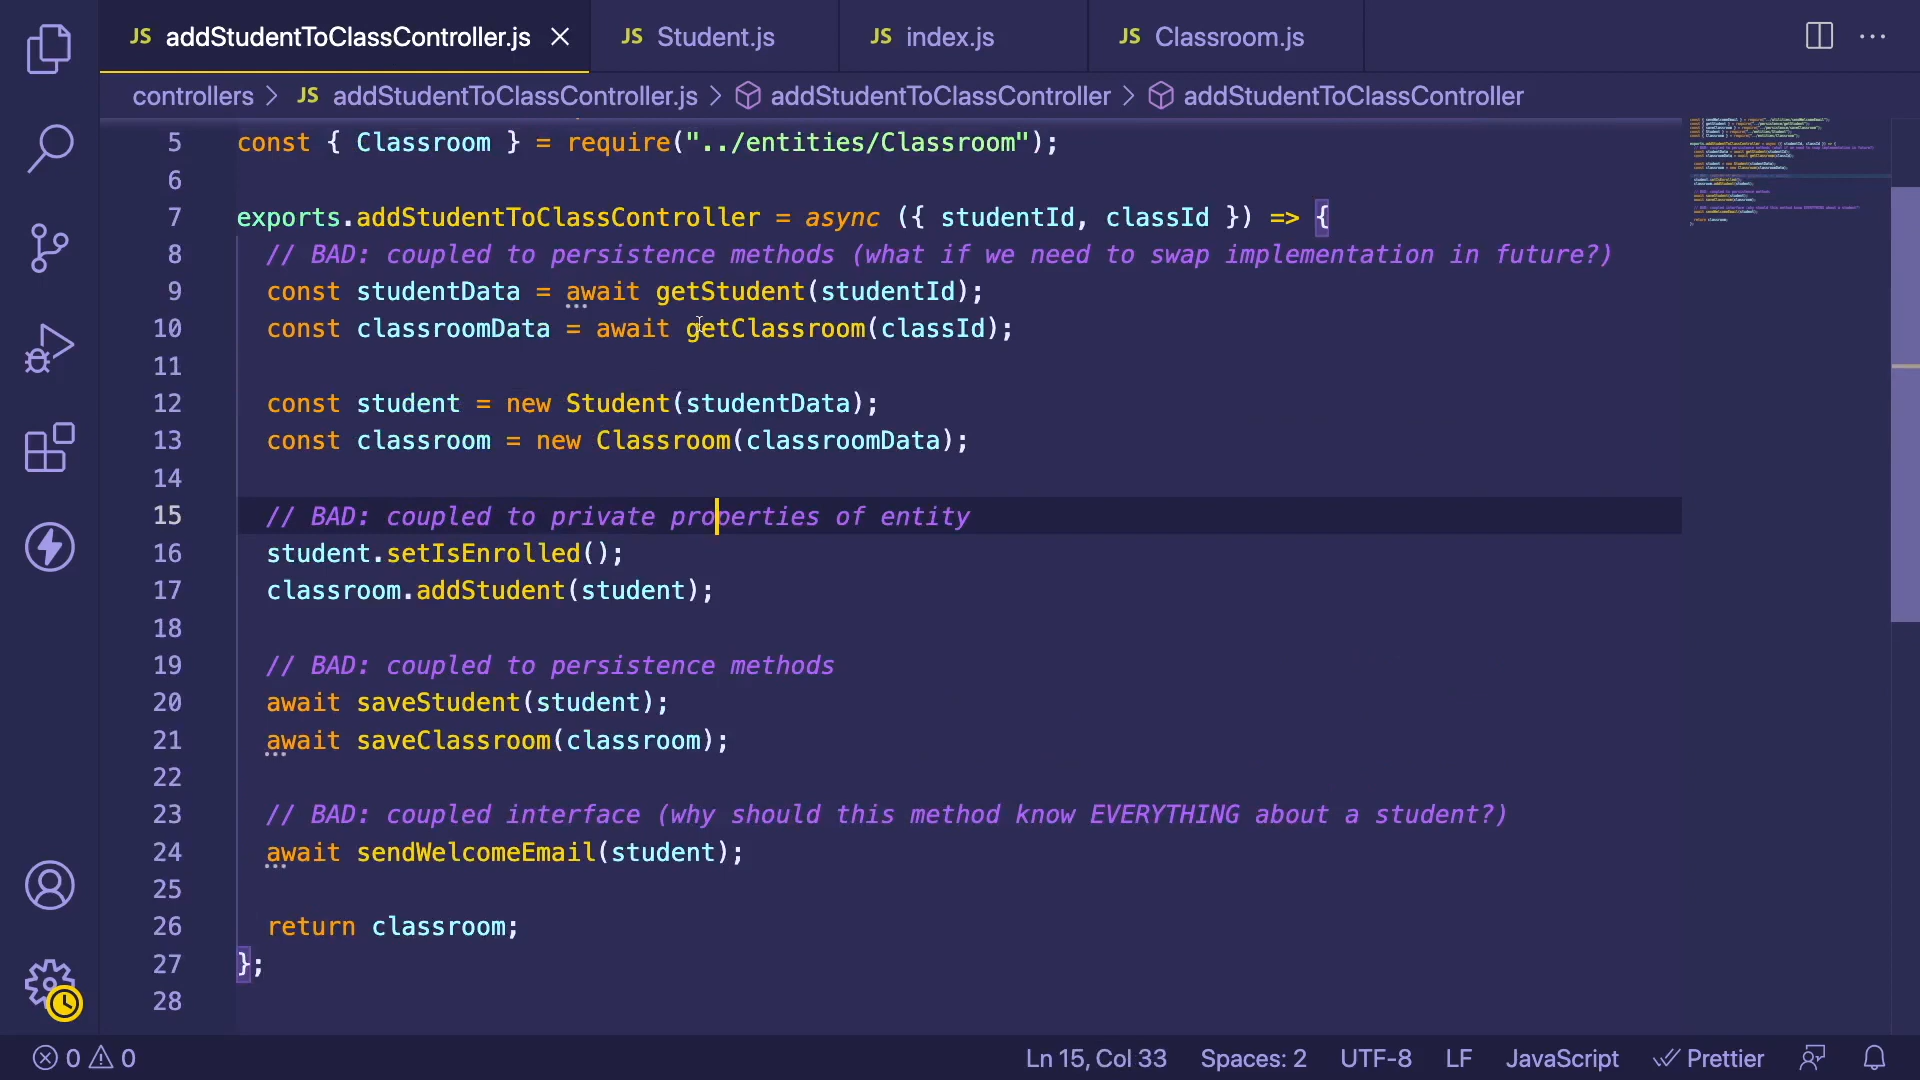 JS addStudentToClassController.js
JS Student.js
JS index.js
JS Classroom.js
controllers > JS addStudentToClassController.js > addStudentToClassController > addStudentToClassController
5 const { Classroom } = require("../entities/Classroom");
6
7 exports.addStudentToClassController = async ({ studentId, classId }) => {
8 // BAD: coupled to persistence methods (what if we need to swap implementation in future?)
9 const studentData = await getStudent(studentId);
10 const classroomData = await getClassroom(classId);
11
12 const student = new Student(studentData);
13 const classroom = new Classroom(classroomData);
14
15 // BAD: coupled to private properties of entity
16 student.setIsEnrolled();
17 classroom.addStudent(student);
18
19 // BAD: coupled to persistence methods
20 await saveStudent(student);
21 await saveClassroom(classroom);
22
23 // BAD: coupled interface (why should this method know EVERYTHING about a student?)
24 await sendWelcomeEmail(student);
25
26 return classroom;
27 };
28
0 0 Ln 15, Col 33 Spaces: 2 UTF-8 LF JavaScript Prettier